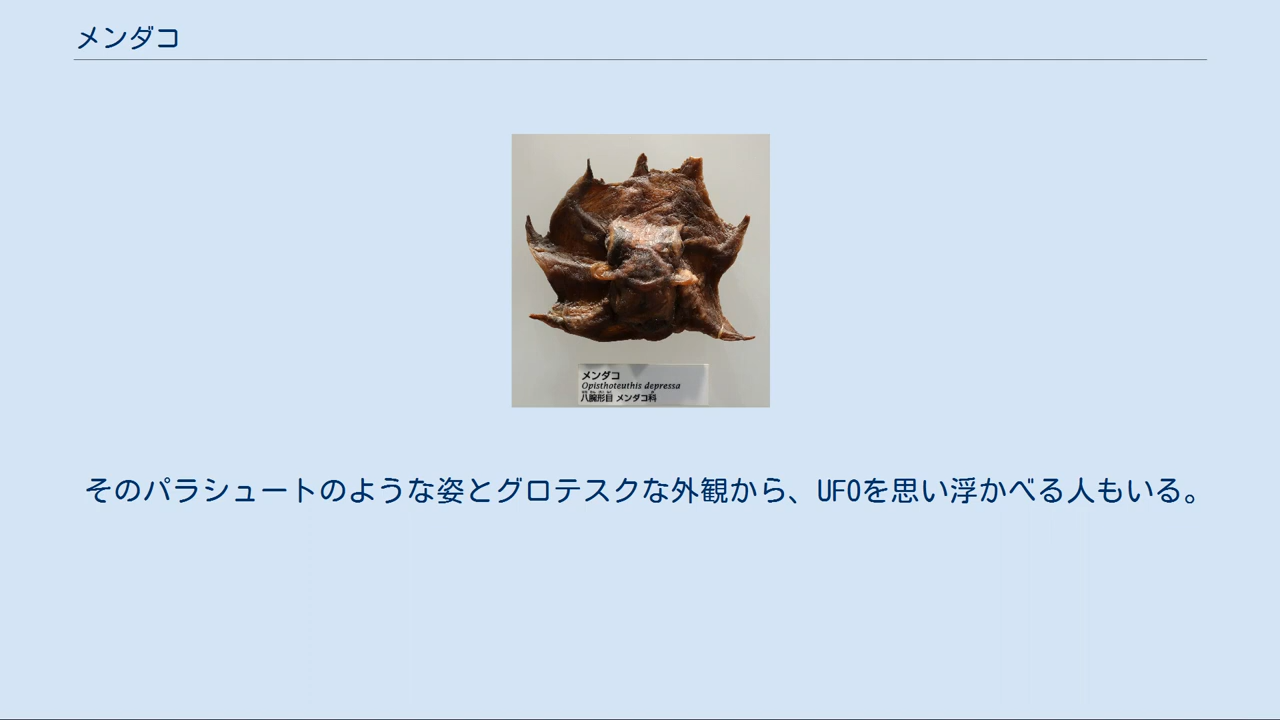 メンダコ
メンダコ
Opisthoteuthis depressa
八腕形目 メンダコ科
そのパラシュートのような姿とグロテスクな外観から、UFOを思い浮かべる人もいる。